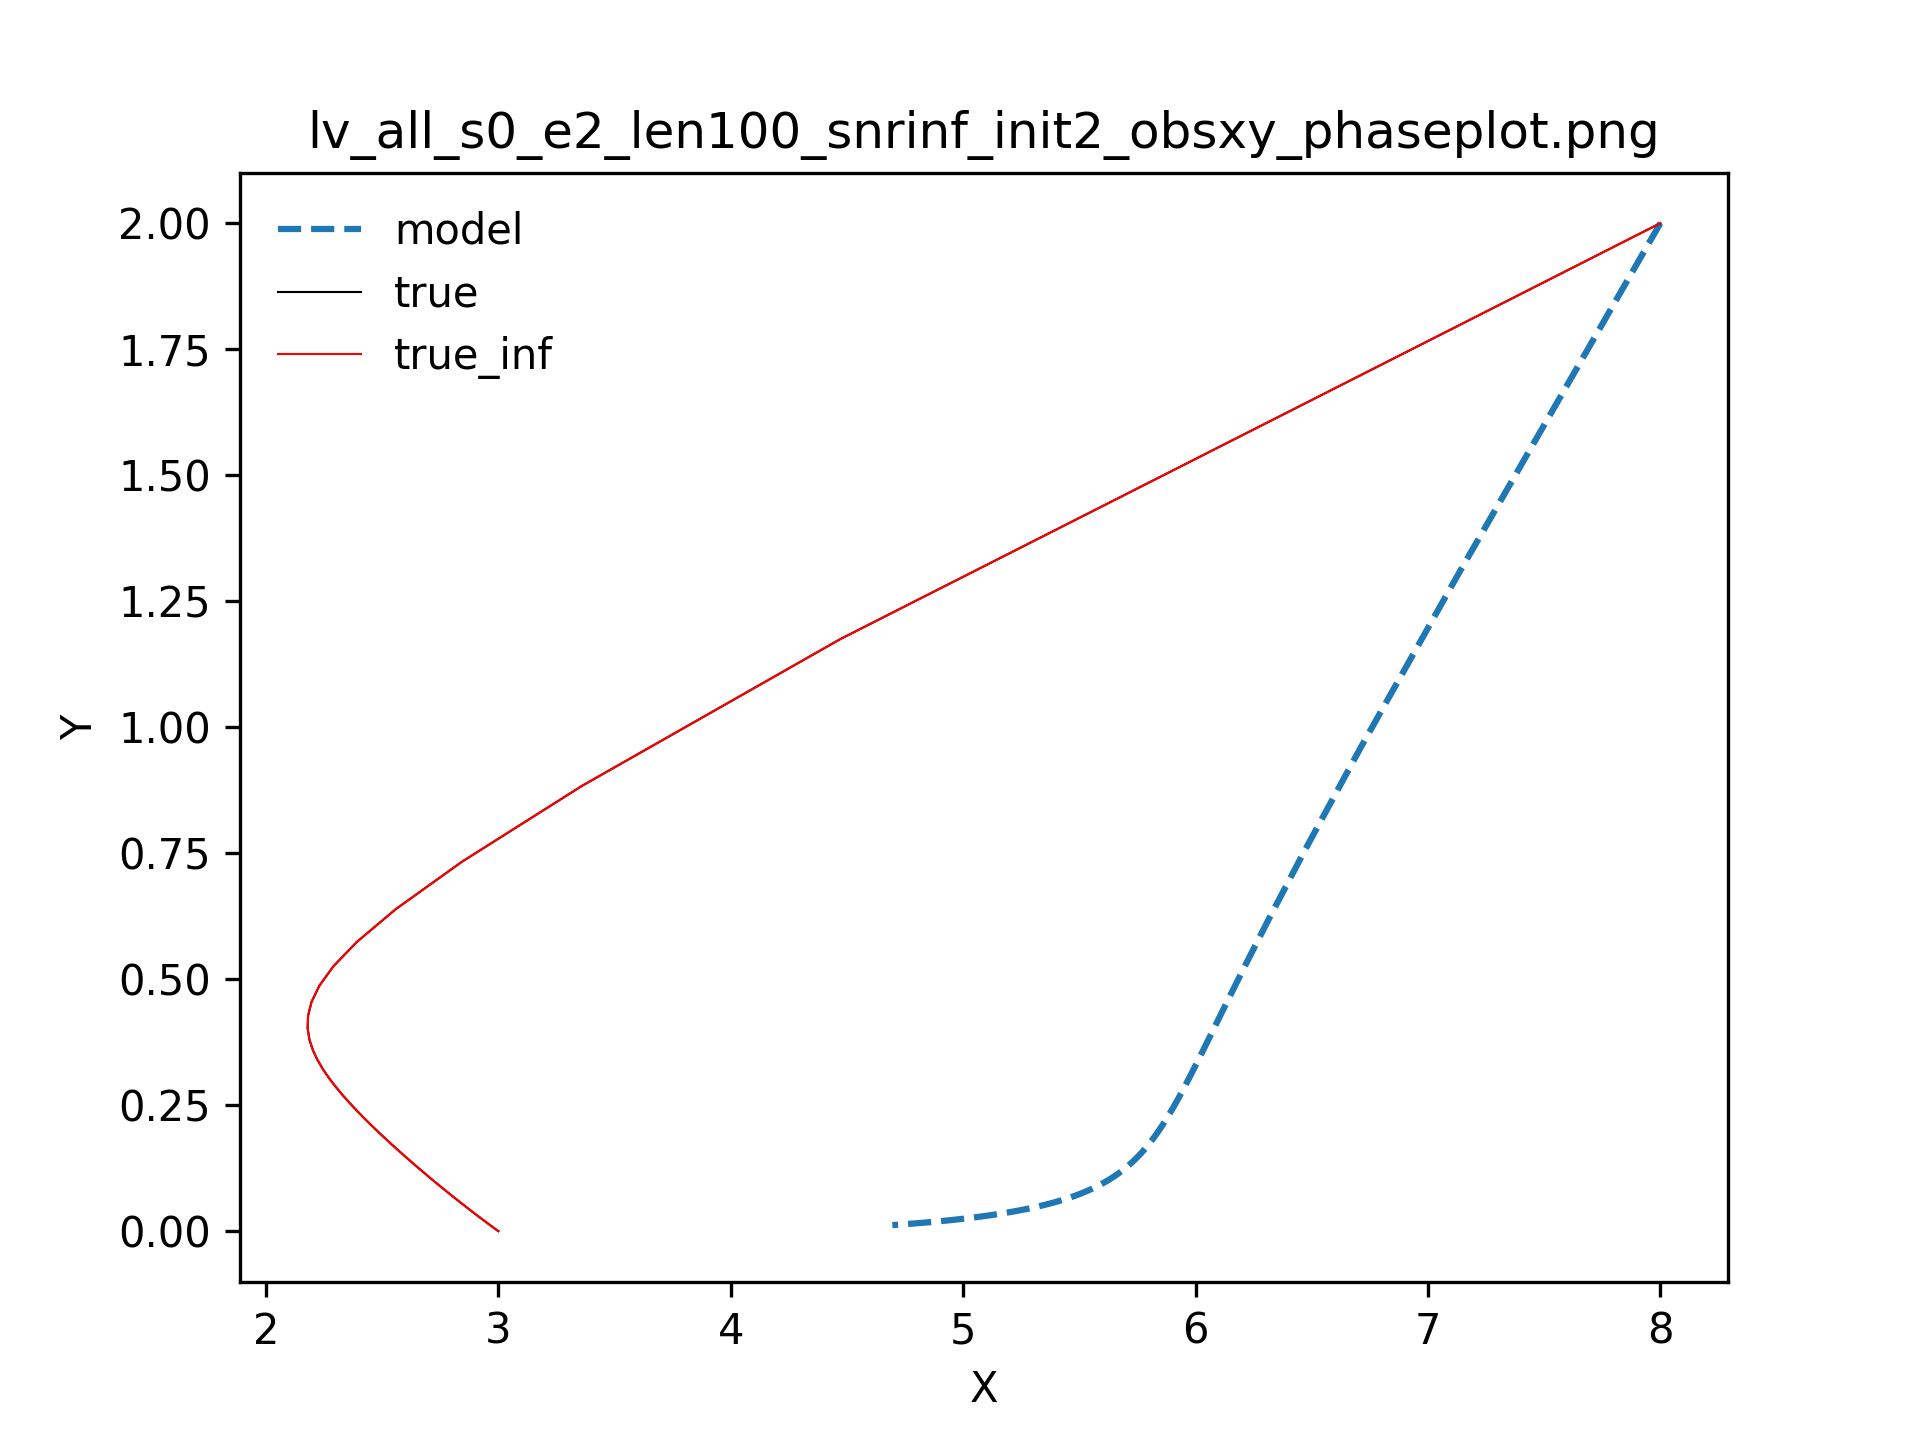 lv_all_s0_e2_len100_snrinf_init2_obsxy_phaseplot.png
model
true
true_inf
2.00
1.75
1.50
1.25
1.00
0.75
0.50
0.25
0.00
Y
2 3 4 5 6 7 8
X